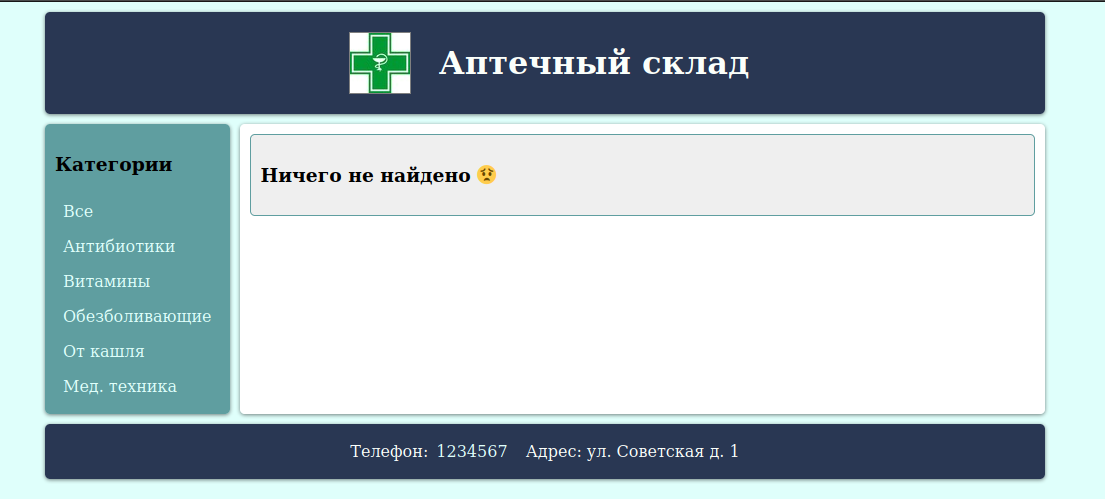 Аптечный склад
Категории
Все
Антибиотики
Витамины
Обезболивающие
От кашля
Мед. техника
Ничего не найдено 😟
Телефон: 1234567 Адрес: ул. Советская д. 1